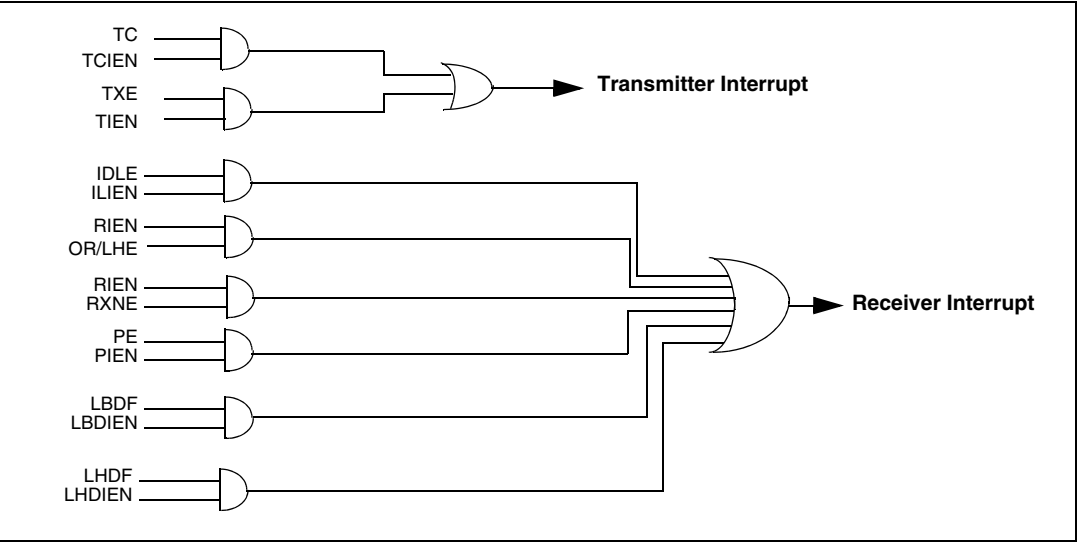 TC
TCIEN
Transmitter Interrupt
TXE
TIEN
IDLE
ILIEN
RIEN
OR/LHE
RIEN
RXNE
Receiver Interrupt
PE
PIEN
LBDF
LBDIEN
LHDF
LHDIEN